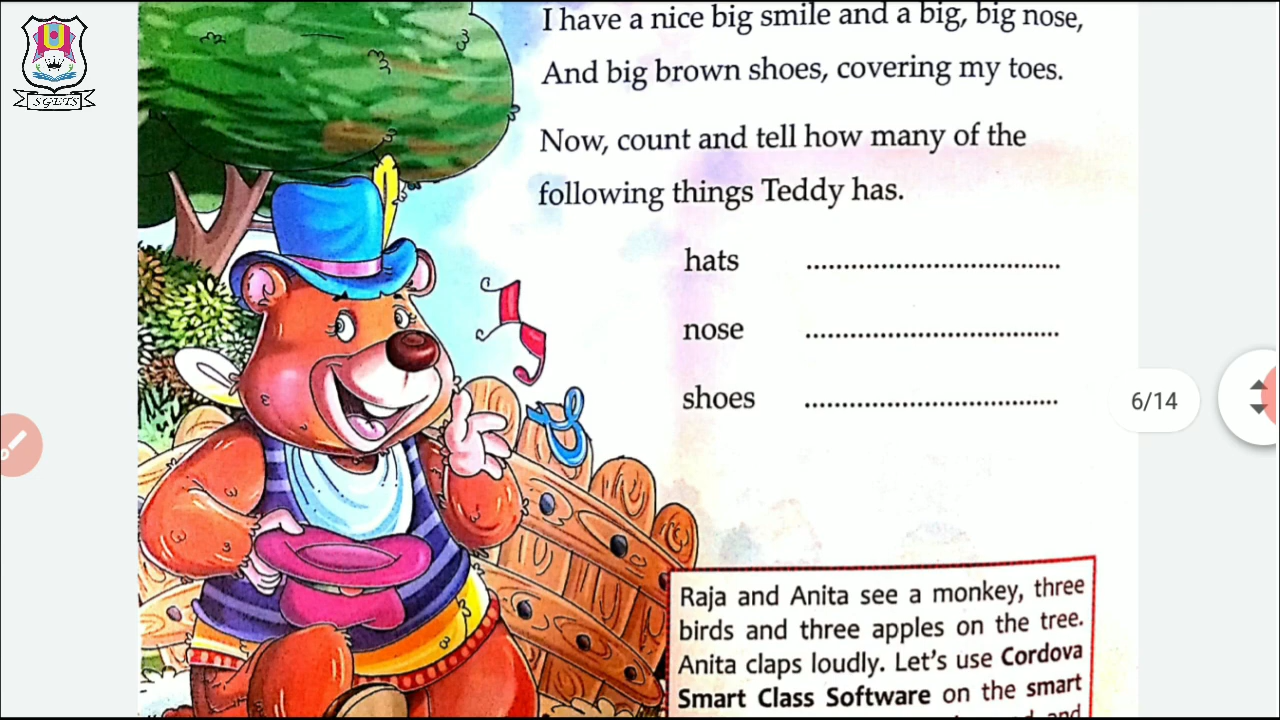 SGETS
I have a nice big smile and a big, big nose,
And big brown shoes, covering my toes.
Now, count and tell how many of the
following things Teddy has.
hats ..................................
nose ..................................
shoes ..................................
6/14
Raja and Anita see a monkey, three
birds and three apples on the tree.
Anita claps loudly. Let's use Cordova
Smart Class Software on the smart
and